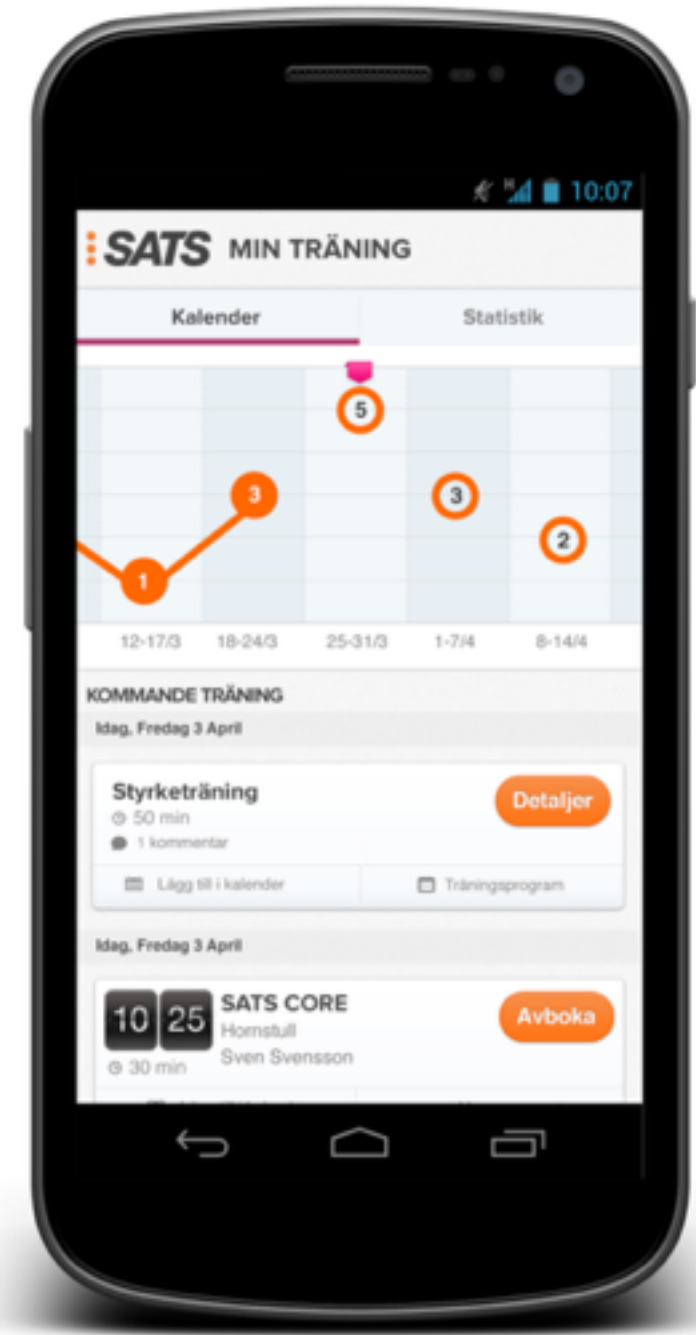 H 10:07
SATS MIN TRÄNING
Kalender Statistik
5
3 3
2
1
12-17/3 18-24/3 25-31/3 1-7/4 8-14/4
KOMMANDE TRÄNING
Idag, Fredag 3 April
Styrketräning
Detaljer
50 min
1 kommentar
Lägg till i kalender Träningsprogram
Idag, Fredag 3 April
10 25 SATS CORE
Avboka
Hornstull
Sven Svensson
30 min